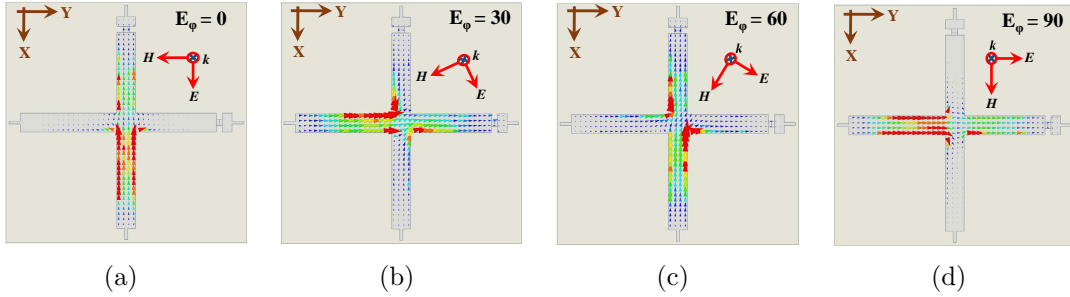 Y
X
E_φ = 0
H
k
E
(a)
Y
X
E_φ = 30
k
H
E
(b)
Y
X
E_φ = 60
k
H
E
(c)
Y
X
E_φ = 90
k
E
H
(d)